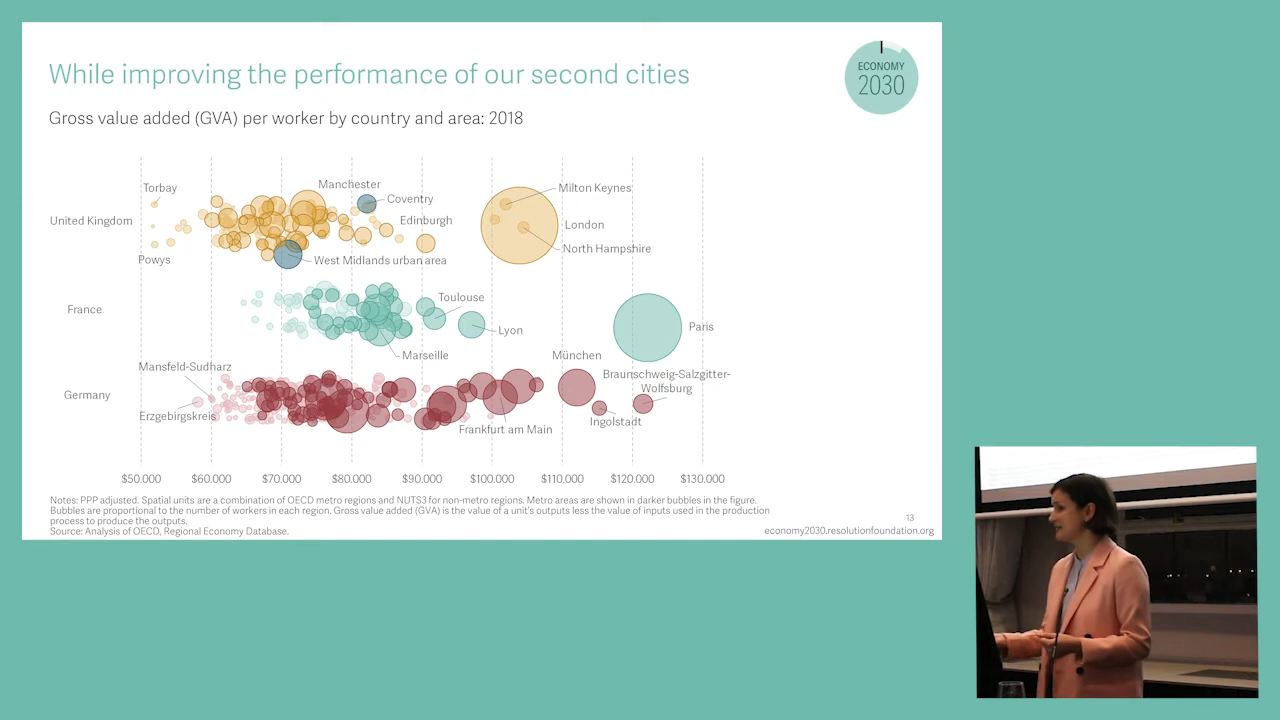 While improving the performance of our second cities
ECONOMY
2030
Gross value added (GVA) per worker by country and area: 2018
Torbay
Manchester
Coventry
Milton Keynes
United Kingdom
Edinburgh
London
North Hampshire
Powys
West Midlands urban area
France
Toulouse
Lyon
Paris
Marseille
München
Mansfeld-Sudharz
Braunschweig-Salzgitter-
Wolfsburg
Germany
Erzgebirgskreis
Ingolstadt
Frankfurt am Main
$50.000 $60.000 $70.000 $80.000 $90.000 $100.000 $110.000 $120.000 $130.000
Notes: PPP adjusted. Spatial units are a combination of OECD metro regions and NUTS3 for non-metro regions. Metro areas are shown in darker bubbles in the figure.
Bubbles are proportional to the number of workers in each region. Gross value added (GVA) is the value of a unit's outputs less the value of inputs used in the production
process to produce the outputs.
Source: Analysis of OECD, Regional Economy Database.
13
economy2030.resolutionfoundation.org